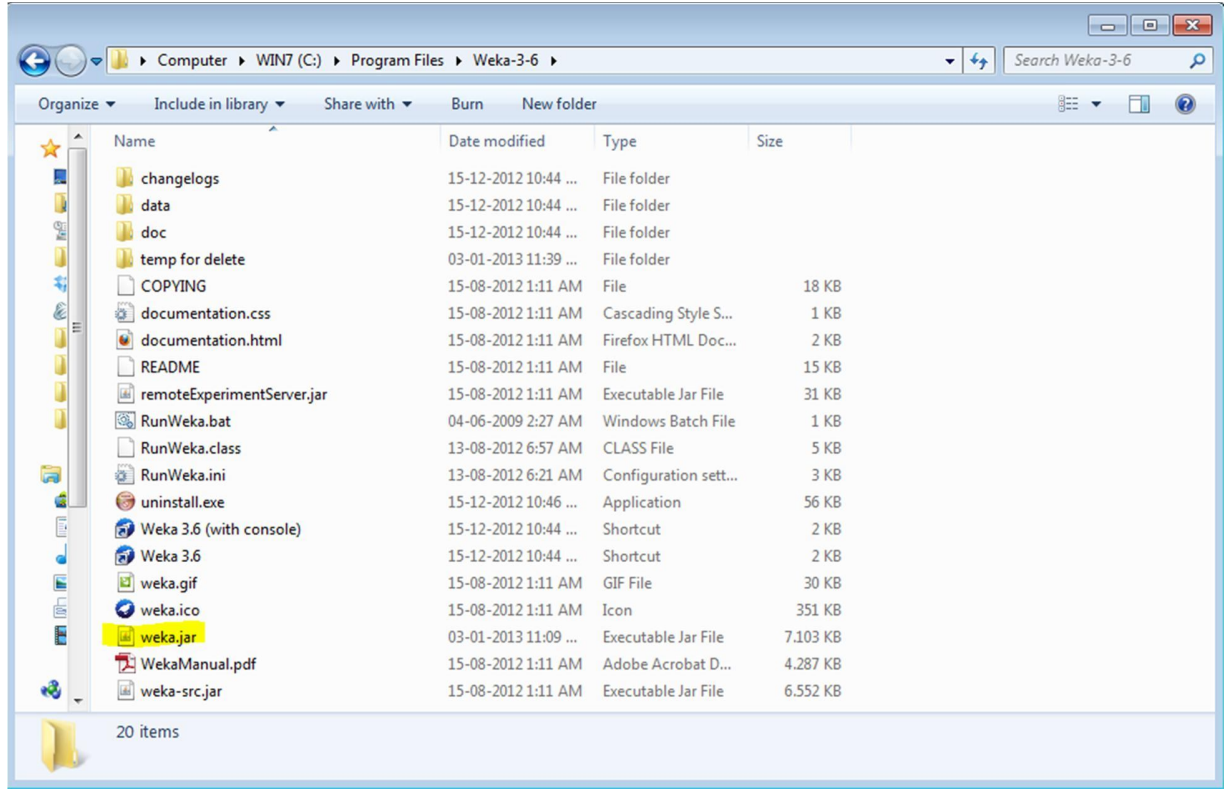 Computer WIN7 (C:) Program Files Weka-3-6 Search Weka-3-6
Organize Include in library Share with Burn New folder
Name Date modified Type Size
changelogs 15-12-2012 10:44 ... File folder
data 15-12-2012 10:44 ... File folder
doc 15-12-2012 10:44 ... File folder
temp for delete 03-01-2013 11:39 ... File folder
COPYING 15-08-2012 1:11 AM File 18 KB
documentation.css 15-08-2012 1:11 AM Cascading Style S... 1 KB
documentation.html 15-08-2012 1:11 AM Firefox HTML Doc... 2 KB
README 15-08-2012 1:11 AM File 15 KB
remoteExperimentServer.jar 15-08-2012 1:11 AM Executable Jar File 31 KB
RunWeka.bat 04-06-2009 2:27 AM Windows Batch File 1 KB
RunWeka.class 13-08-2012 6:57 AM CLASS File 5 KB
RunWeka.ini 13-08-2012 6:21 AM Configuration sett... 3 KB
uninstall.exe 15-12-2012 10:46 ... Application 56 KB
Weka 3.6 (with console) 15-12-2012 10:44 ... Shortcut 2 KB
Weka 3.6 15-12-2012 10:44 ... Shortcut 2 KB
weka.gif 15-08-2012 1:11 AM GIF File 30 KB
weka.ico 15-08-2012 1:11 AM Icon 351 KB
weka.jar 03-01-2013 11:09 ... Executable Jar File 7.103 KB
WekaManual.pdf 15-08-2012 1:11 AM Adobe Acrobat D... 4.287 KB
weka-src.jar 15-08-2012 1:11 AM Executable Jar File 6.552 KB
20 items